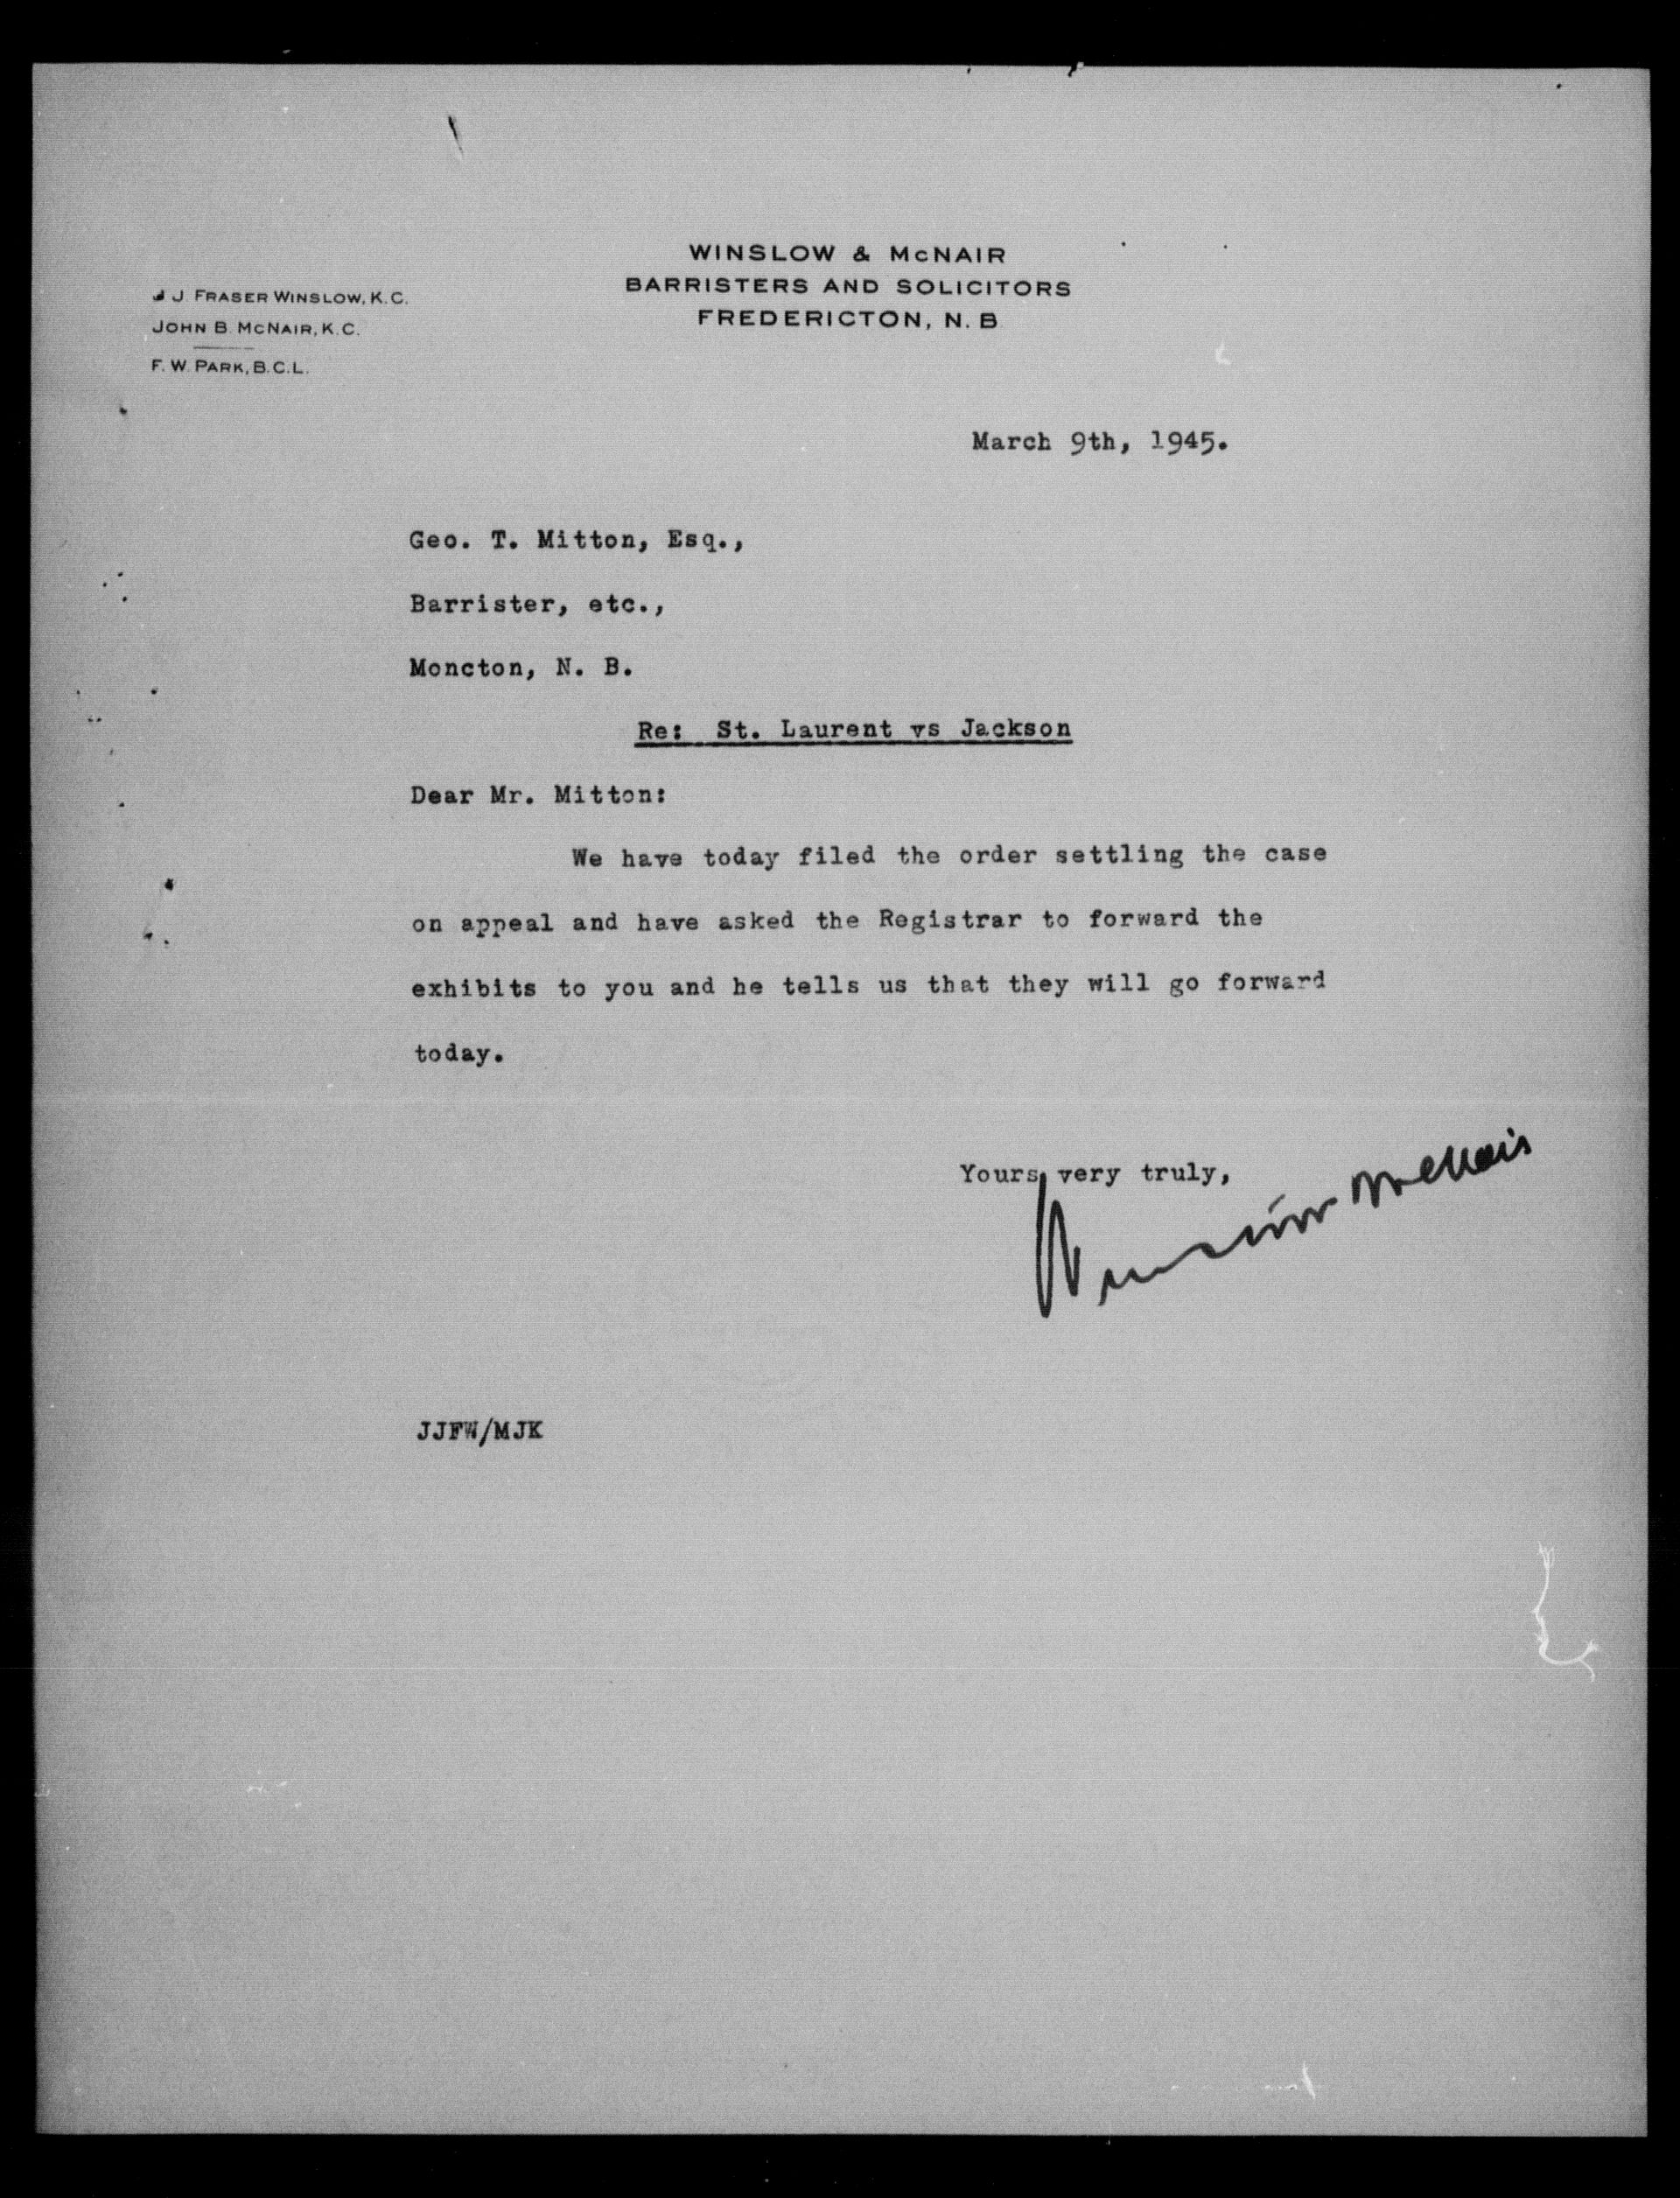 WINSLOW & McNAIR
BARRISTERS AND SOLICITORS
FREDERICTON, N. B.
J. J. FRASER WINSLOW, K. C.
JOHN B. McNAIR, K. C.
F. W. PARK, B. C. L.
March 9th, 1945.
Geo. T. Mitton, Esq.,
Barrister, etc.,
Moncton, N. B.
Re: St. Laurent vs Jackson
Dear Mr. Mitton:
We have today filed the order settling the case
on appeal and have asked the Registrar to forward the
exhibits to you and he tells us that they will go forward
today.
Yours very truly,
Winslow McNair
JJFW/MJK